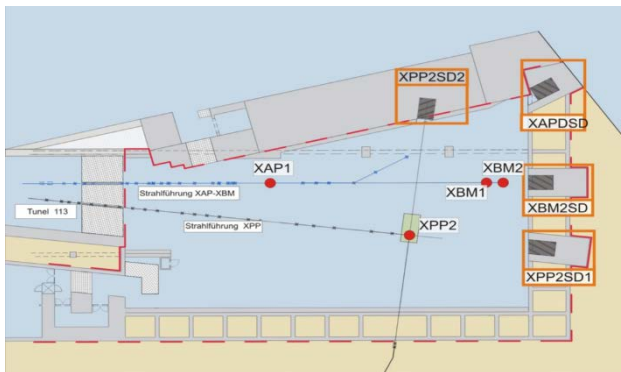 XPP2SD2
XAPDSD
XAP1
XBM2
XBM1
Strahlführung XAP-XBM
XBM2SD
Tunel 113
Strahlführung XPP
XPP2
XPP2SD1